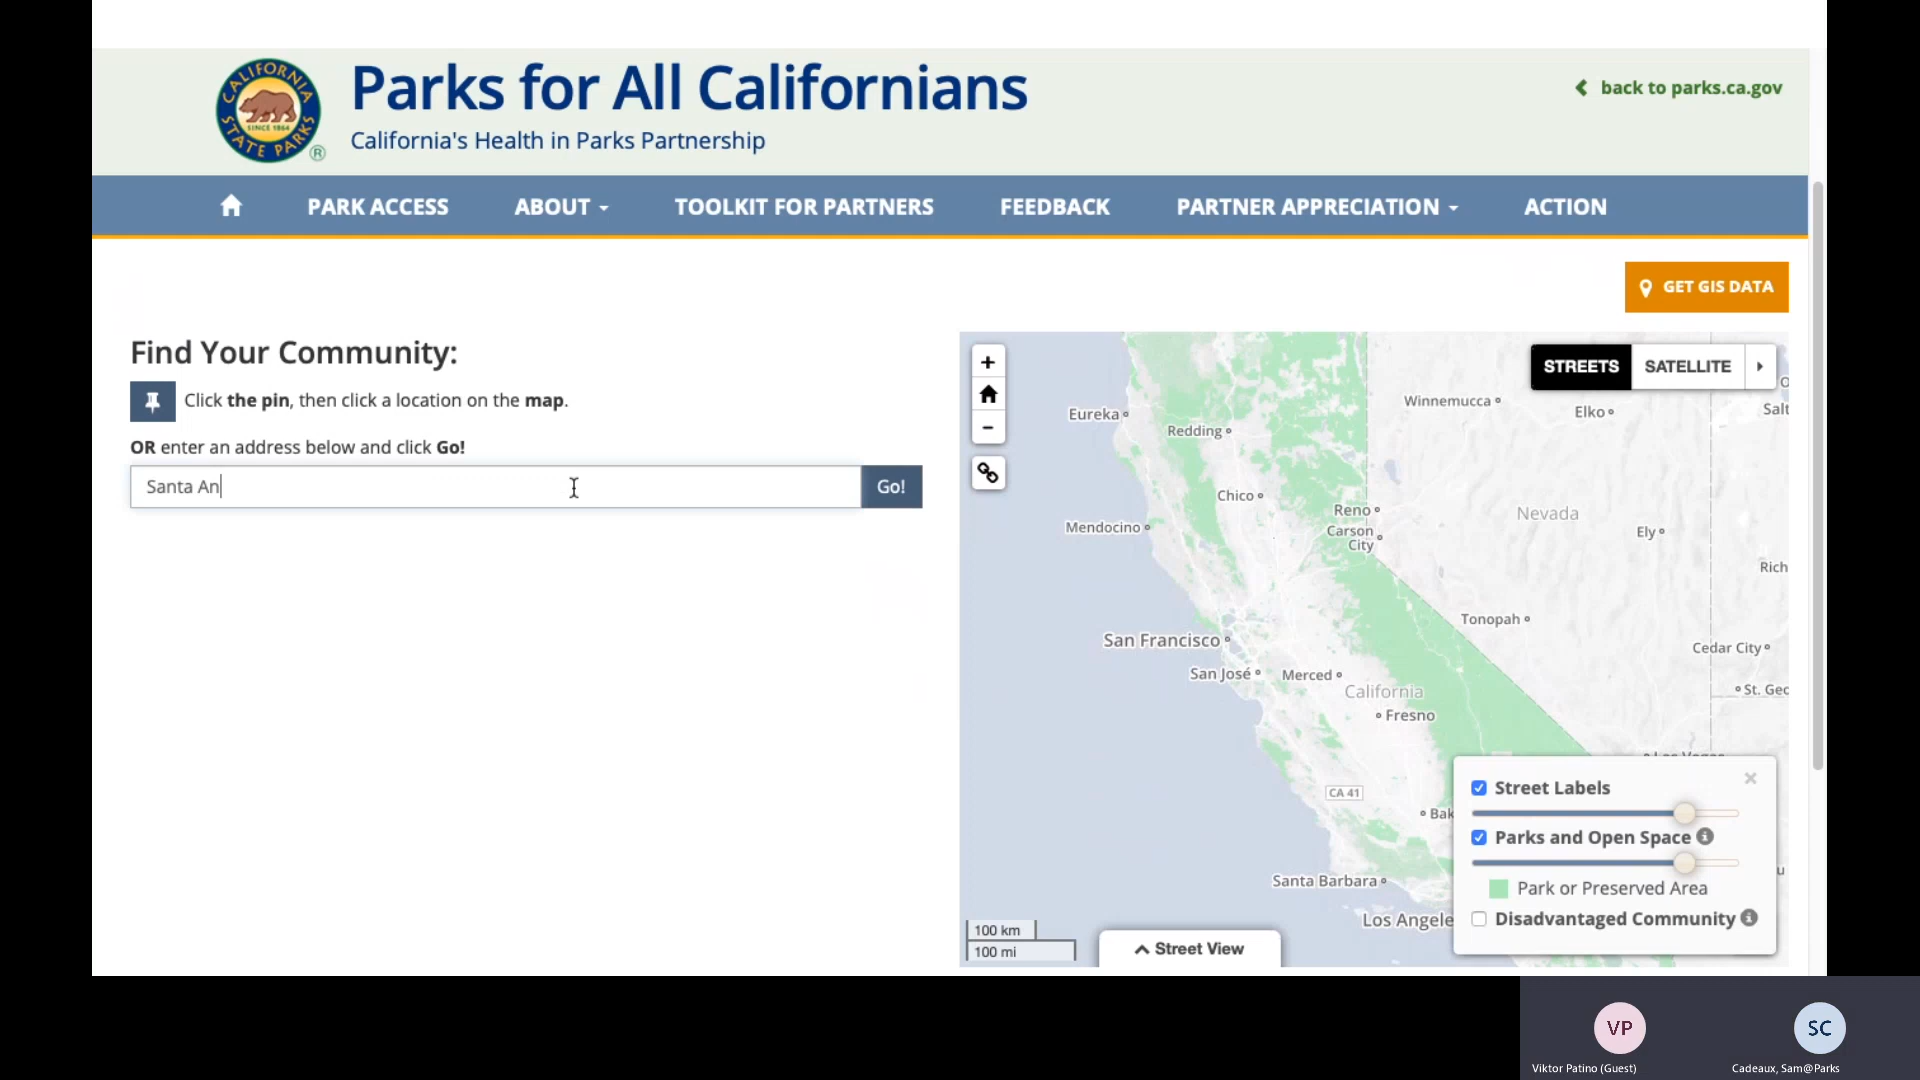 CALIFORNIA
SINCE 1864
STATE PARKS
®
Parks for All Californians
California's Health in Parks Partnership
back to parks.ca.gov
PARK ACCESS
ABOUT
TOOLKIT FOR PARTNERS
FEEDBACK
PARTNER APPRECIATION
ACTION
GET GIS DATA
Find Your Community:
Click the pin, then click a location on the map.
OR enter an address below and click Go!
Santa An
Go!
+
-
STREETS
SATELLITE
Eureka
Redding
Winnemucca
Elko
Salt
Chico
Reno
Carson
City
Nevada
Ely
Mendocino
Rich
Tonopah
San Francisco
Cedar City
San José
Merced
California
St. Geo
Fresno
CA 41
Bak
Santa Barbara
Los Angele
Street Labels
Parks and Open Space
Park or Preserved Area
Disadvantaged Community
100 km
100 mi
Street View
VP
SC
Viktor Patino (Guest)
Cadeaux, Sam@Parks